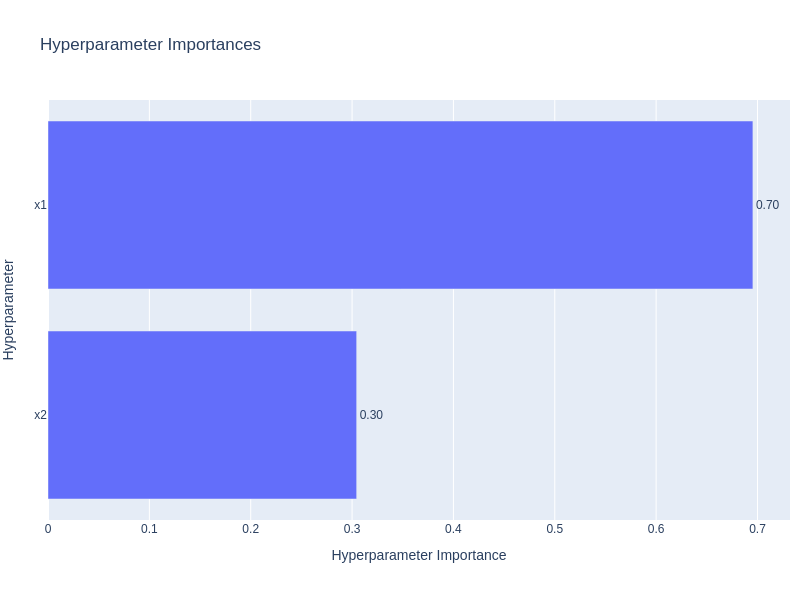 Hyperparameter Importances
Hyperparameter
x1
0.70
x2
0.30
0 0.1 0.2 0.3 0.4 0.5 0.6 0.7
Hyperparameter Importance